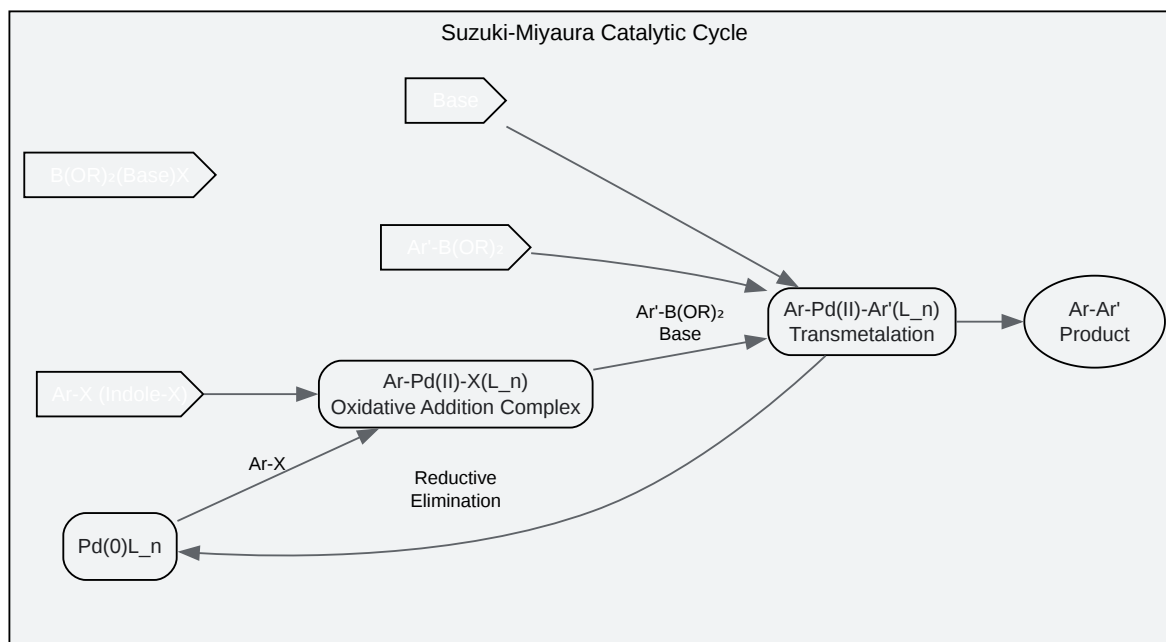 Suzuki-Miyaura Catalytic Cycle
Base
B(OR)₂(Base)X
Ar'-B(OR)₂
Ar'-B(OR)₂
Base
Ar-Pd(II)-Ar'(L_n)
Transmetalation
Ar-Ar'
Product
Ar-X (Indole-X)
Ar-Pd(II)-X(L_n)
Oxidative Addition Complex
Ar-X
Reductive
Elimination
Pd(0)L_n